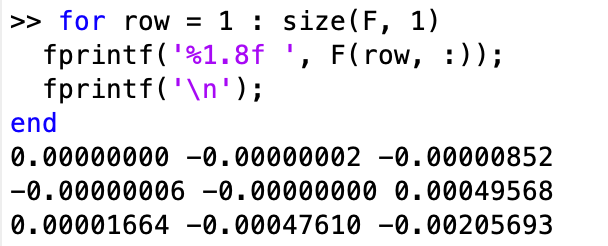 >> for row = 1 : size(F, 1)
  fprintf('%1.8f ', F(row, :));
  fprintf('\n');
end
0.00000000 -0.00000002 -0.00000852
-0.00000006 -0.00000000 0.00049568
0.00001664 -0.00047610 -0.00205693